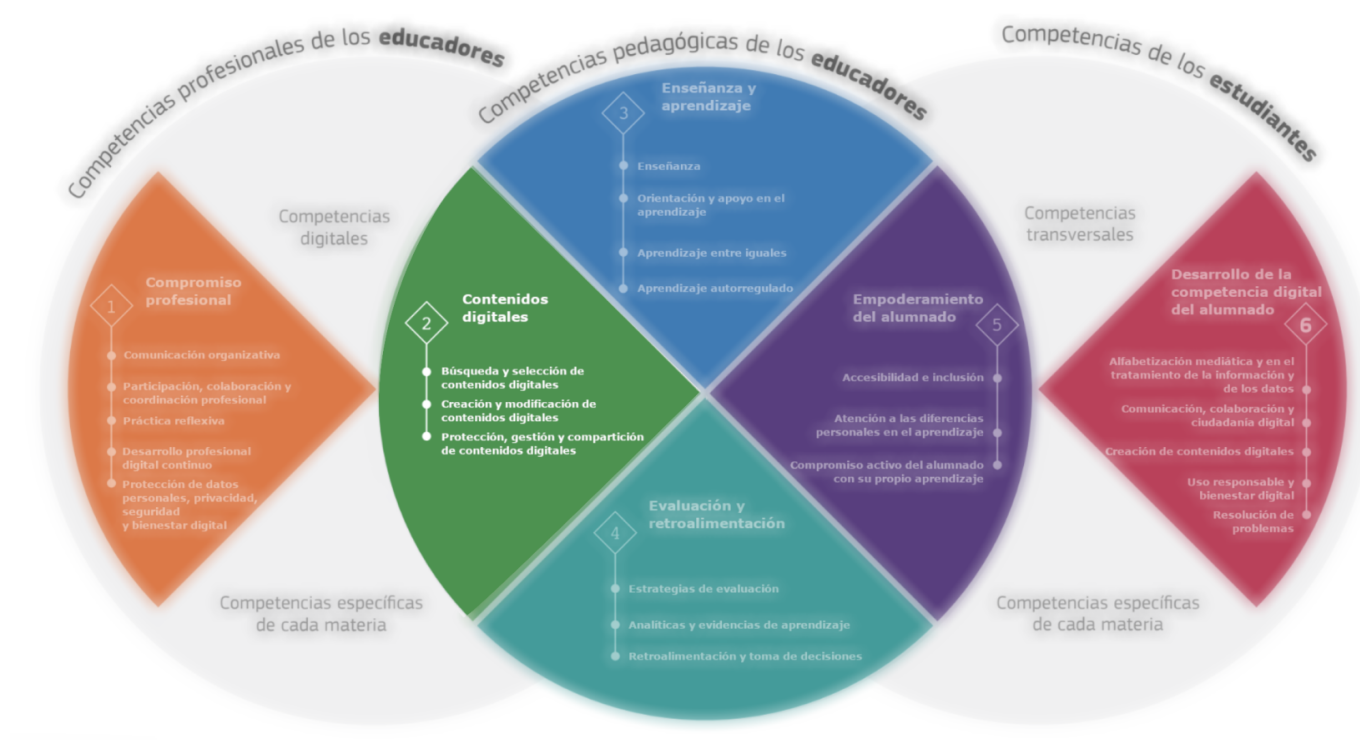 Competencias profesionales de los educadores
Competencias pedagógicas de los educadores
Competencias de los estudiantes
Competencias
digitales
Competencias
transversales
1
Compromiso
profesional
Comunicación organizativa
Participación, colaboración y
coordinación profesional
Práctica reflexiva
Desarrollo profesional
digital continuo
Protección de datos
personales, privacidad,
seguridad
y bienestar digital
2
Contenidos
digitales
Búsqueda y selección de
contenidos digitales
Creación y modificación de
contenidos digitales
Protección, gestión y compartición
de contenidos digitales
3
Enseñanza y
aprendizaje
Enseñanza
Orientación y apoyo en el
aprendizaje
Aprendizaje entre iguales
Aprendizaje autorregulado
4
Evaluación y
retroalimentación
Estrategias de evaluación
Analíticas y evidencias de aprendizaje
Retroalimentación y toma de decisiones
5
Empoderamiento
del alumnado
Accesibilidad e inclusión
Atención a las diferencias
personales en el aprendizaje
Compromiso activo del alumnado
con su propio aprendizaje
6
Desarrollo de la
competencia digital
del alumnado
Alfabetización mediática y en el
tratamiento de la información y
de los datos
Comunicación, colaboración y
ciudadania digital
Creación de contenidos digitales
Uso responsable y
bienestar digital
Resolución de
problemas
Competencias específicas
de cada materia
Competencias específicas
de cada materia